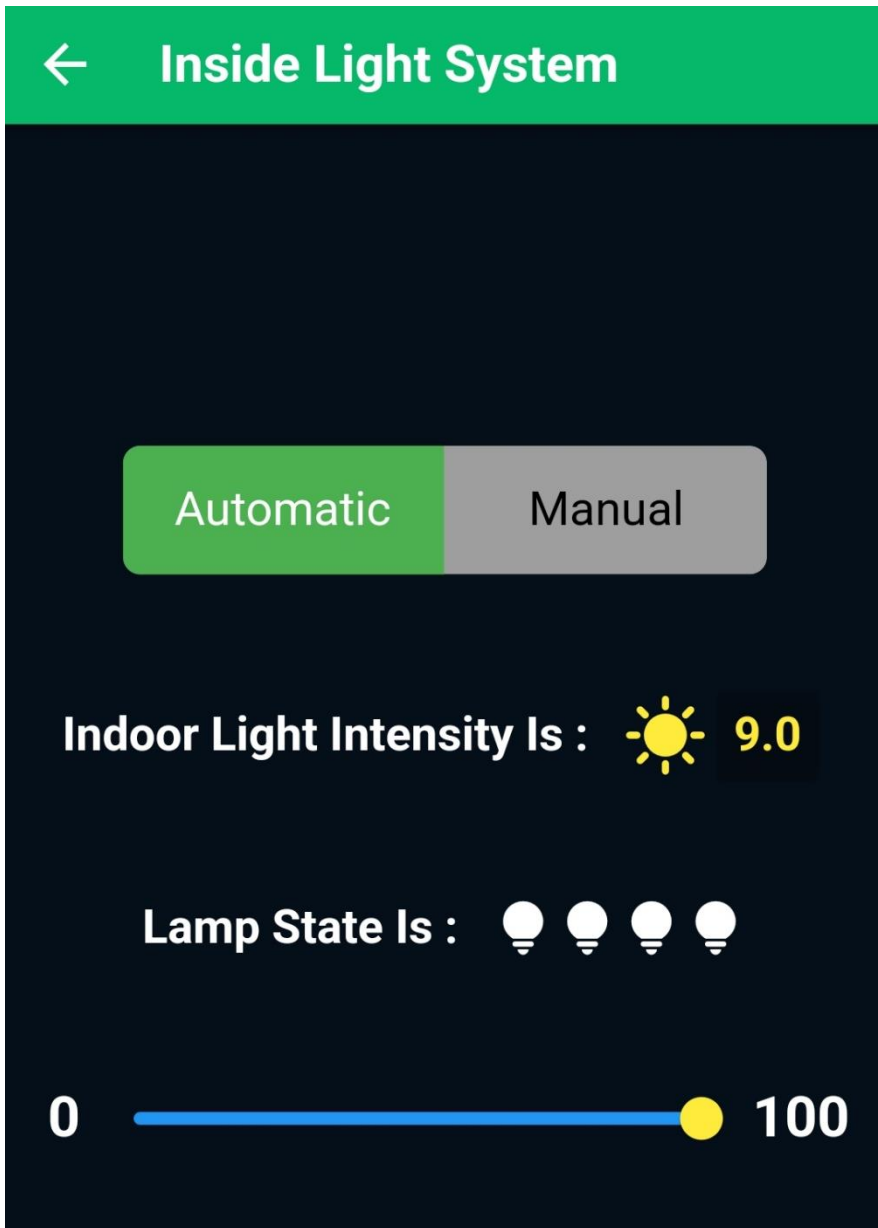 Inside Light System
Automatic Manual
Indoor Light Intensity Is : 9.0
Lamp State Is :
0 100